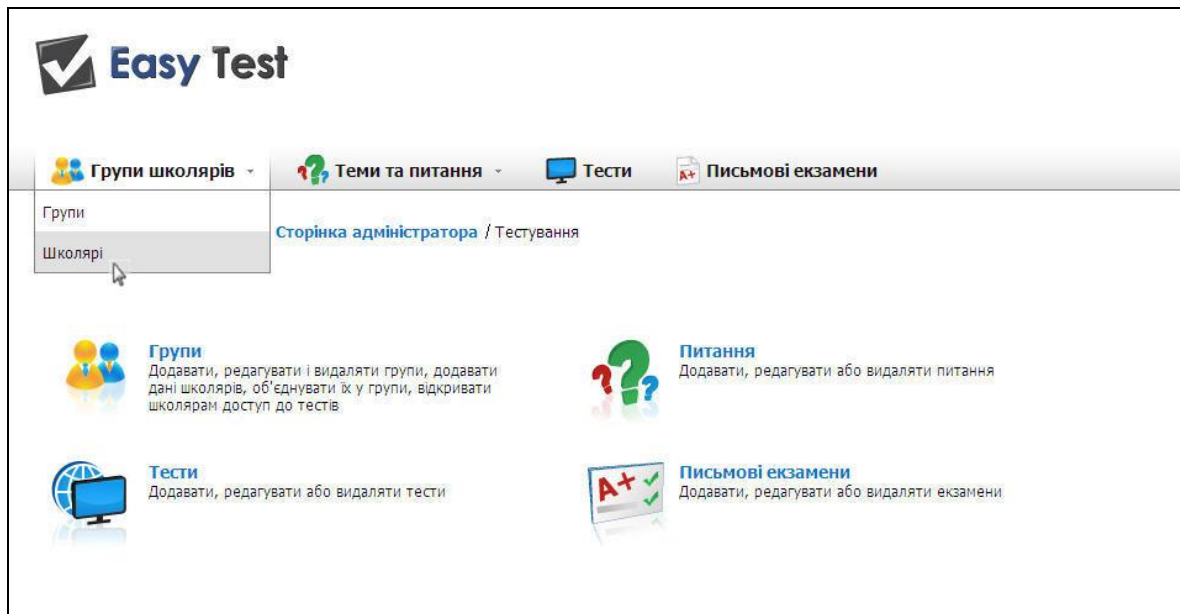 Easy Test
Групи школярів
Теми та питання
Тести
A+
Письмові екзамени
Групи
Школярі
Сторінка адміністратора / Тестування
Групи
Додавати, редагувати і видаляти групи, додавати
дані школярів, об'єднувати їх у групи, відкривати
школярам доступ до тестів
Питання
Додавати, редагувати або видаляти питання
Тести
Додавати, редагувати або видаляти тести
A+
Письмові екзамени
Додавати, редагувати або видаляти екзамени